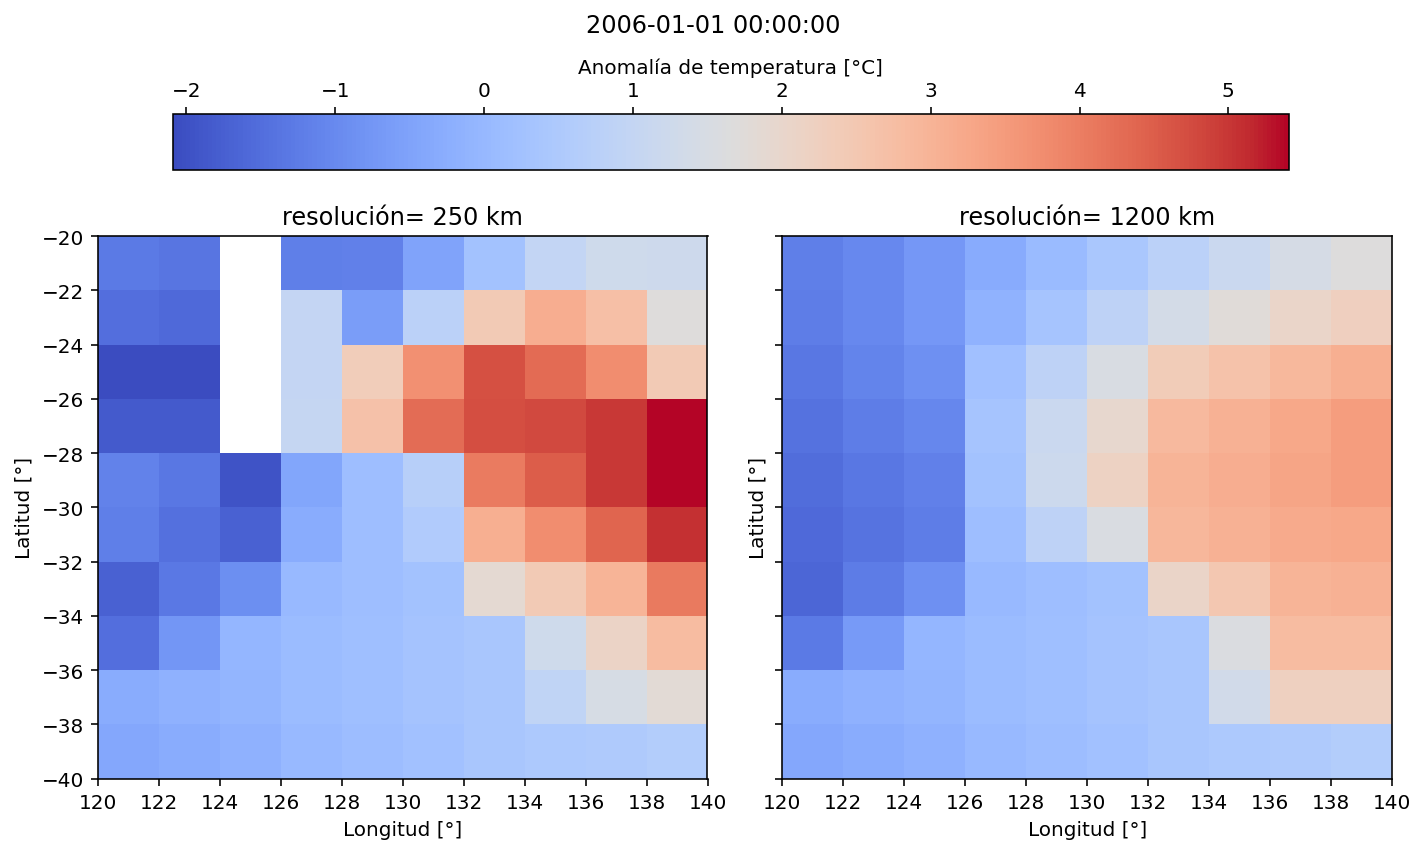 2006-01-01 00:00:00
Anomalía de temperatura [°C]
−2 −1 0 1 2 3 4 5
resolución= 250 km
−20
−22
−24
−26
−28
−30
−32
−34
−36
−38
−40
Latitud [°]
120 122 124 126 128 130 132 134 136 138 140
Longitud [°]
resolución= 1200 km
Latitud [°]
120 122 124 126 128 130 132 134 136 138 140
Longitud [°]